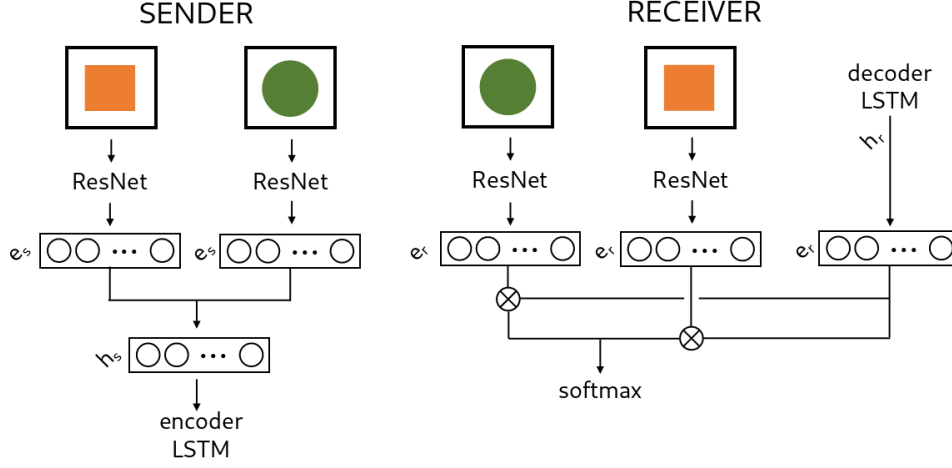 SENDER
RECEIVER
decoder
LSTM
hᵣ
ResNet
ResNet
ResNet
ResNet
eₛ
eₛ
eᵣ
eᵣ
eᵣ
hₛ
softmax
encoder
LSTM